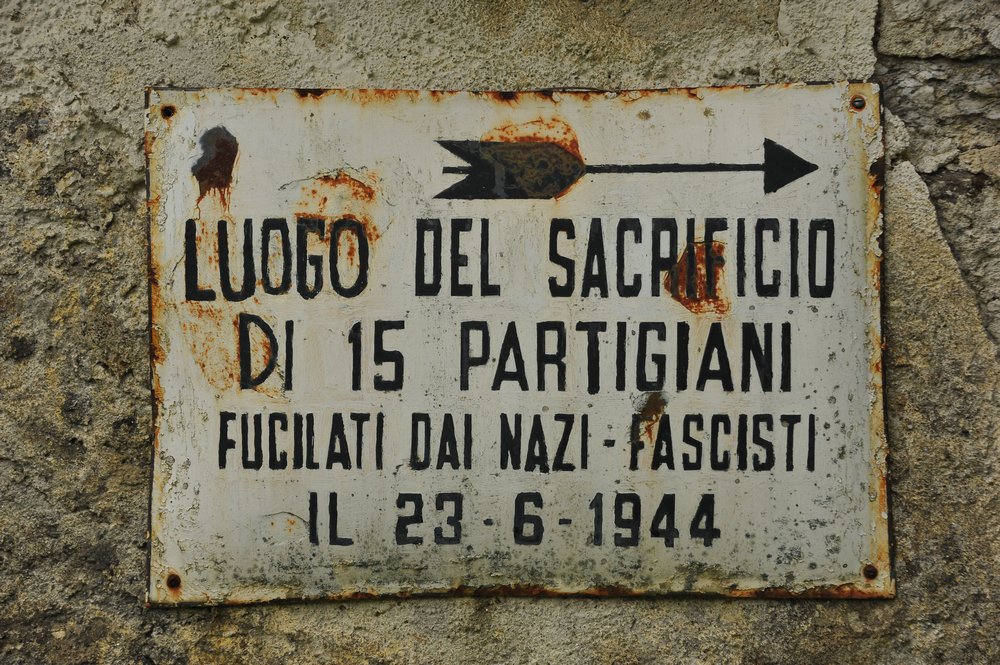 LUOGO DEL SACRIFICIO
DI 15 PARTIGIANI
FUCILATI DAI NAZI-FASCISTI
IL 23-6-1944